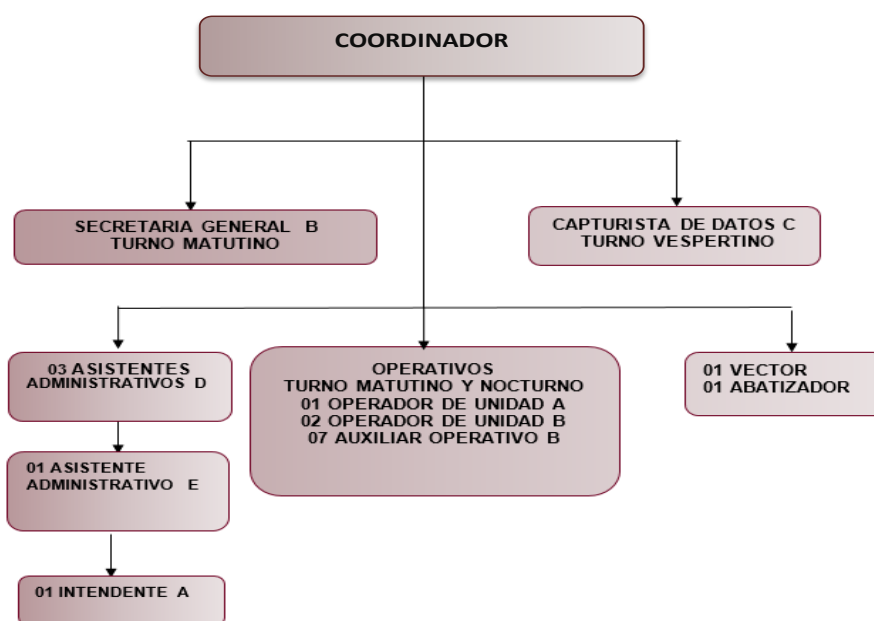 COORDINADOR
SECRETARIA GENERAL B
TURNO MATUTINO
CAPTURISTA DE DATOS C
TURNO VESPERTINO
03 ASISTENTES
ADMINISTRATIVOS D
OPERATIVOS
TURNO MATUTINO Y NOCTURNO
01 OPERADOR DE UNIDAD A
02 OPERADOR DE UNIDAD B
07 AUXILIAR OPERATIVO B
01 VECTOR
01 ABATIZADOR
01 ASISTENTE
ADMINISTRATIVO E
01 INTENDENTE A